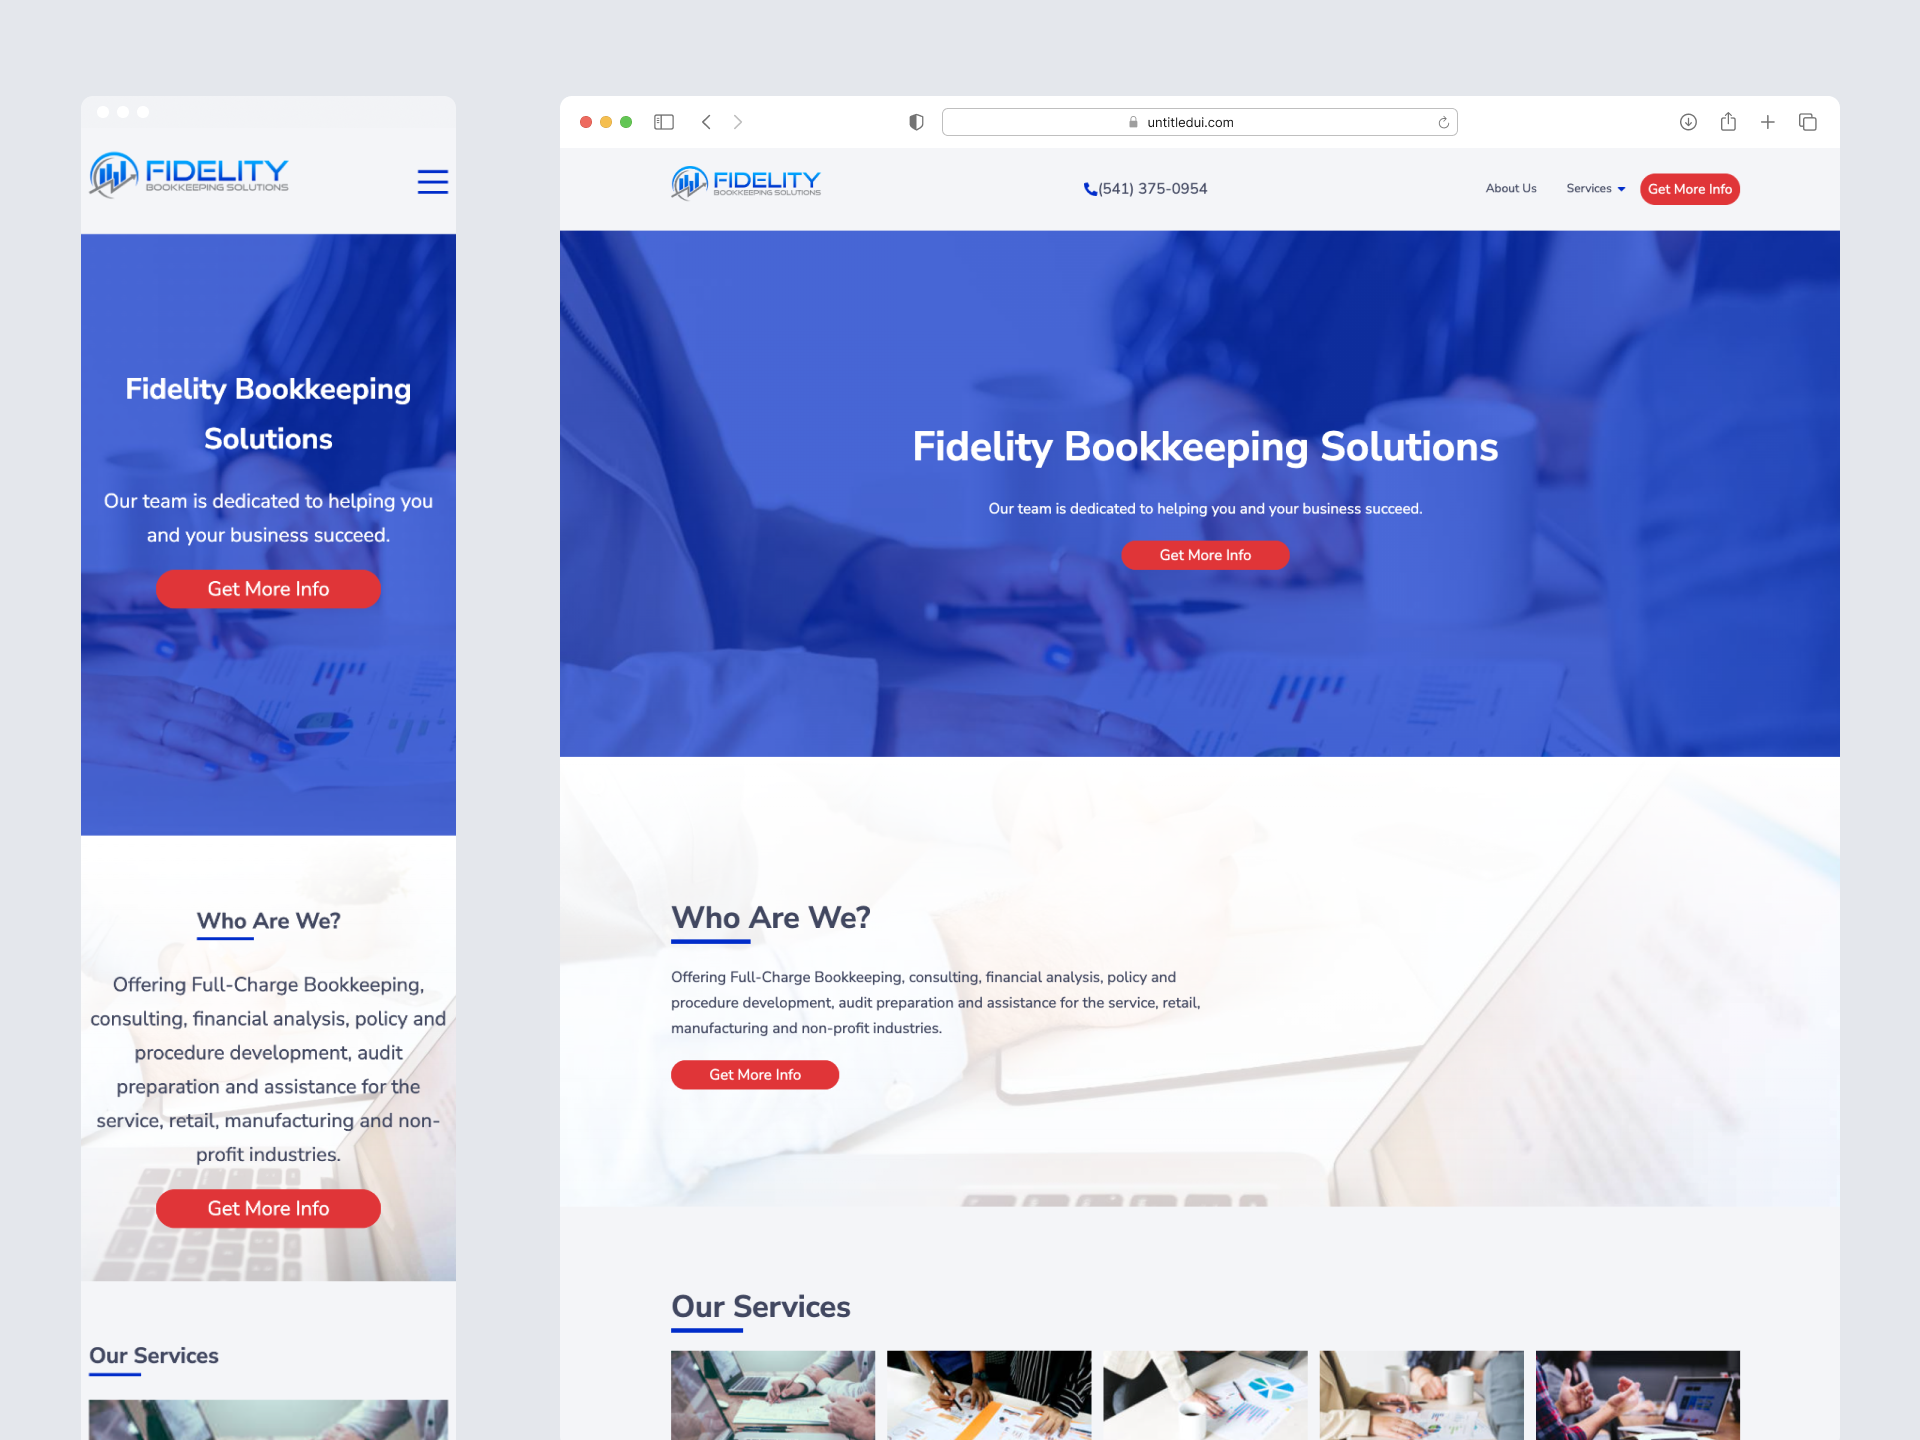 FIDELITY
BOOKKEEPING SOLUTIONS
Fidelity Bookkeeping
Solutions
Our team is dedicated to helping you
and your business succeed.
Get More Info
Who Are We?
Offering Full-Charge Bookkeeping,
consulting, financial analysis, policy and
procedure development, audit
preparation and assistance for the
service, retail, manufacturing and non-
profit industries.
Get More Info
Our Services
untitledui.com
FIDELITY
BOOKKEEPING SOLUTIONS
(541) 375-0954
About Us
Services
Get More Info
Fidelity Bookkeeping Solutions
Our team is dedicated to helping you and your business succeed.
Get More Info
Who Are We?
Offering Full-Charge Bookkeeping, consulting, financial analysis, policy and
procedure development, audit preparation and assistance for the service, retail,
manufacturing and non-profit industries.
Get More Info
Our Services